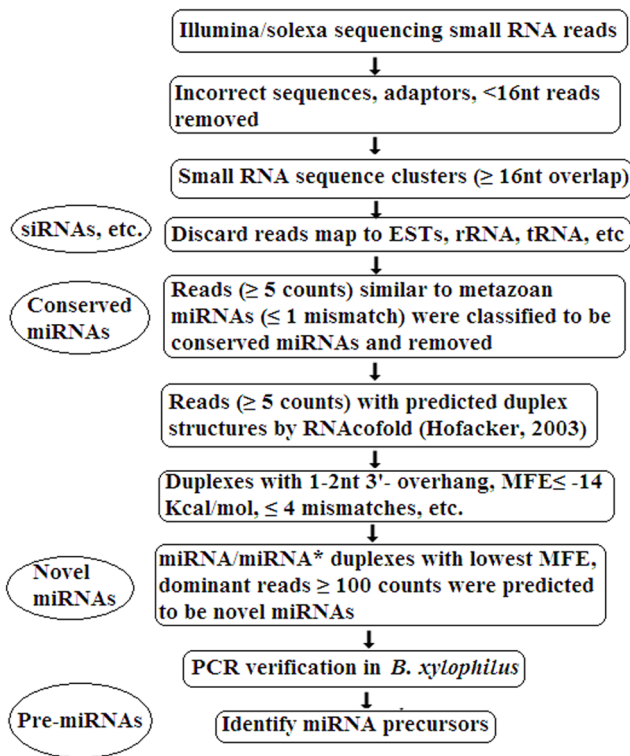 Illumina/solexa sequencing small RNA reads
Incorrect sequences, adaptors, <16nt reads
removed
Small RNA sequence clusters (≥ 16nt overlap)
siRNAs, etc.
Discard reads map to ESTs, rRNA, tRNA, etc
Conserved
miRNAs
Reads (≥ 5 counts) similar to metazoan
miRNAs (≤ 1 mismatch) were classified to be
conserved miRNAs and removed
Reads (≥ 5 counts) with predicted duplex
structures by RNAcofold (Hofacker, 2003)
Duplexes with 1-2nt 3'- overhang, MFE≤ -14
Kcal/mol, ≤ 4 mismatches, etc.
Novel
miRNAs
miRNA/miRNA* duplexes with lowest MFE,
dominant reads ≥ 100 counts were predicted
to be novel miRNAs
PCR verification in B. xylophilus
Pre-miRNAs
Identify miRNA precursors